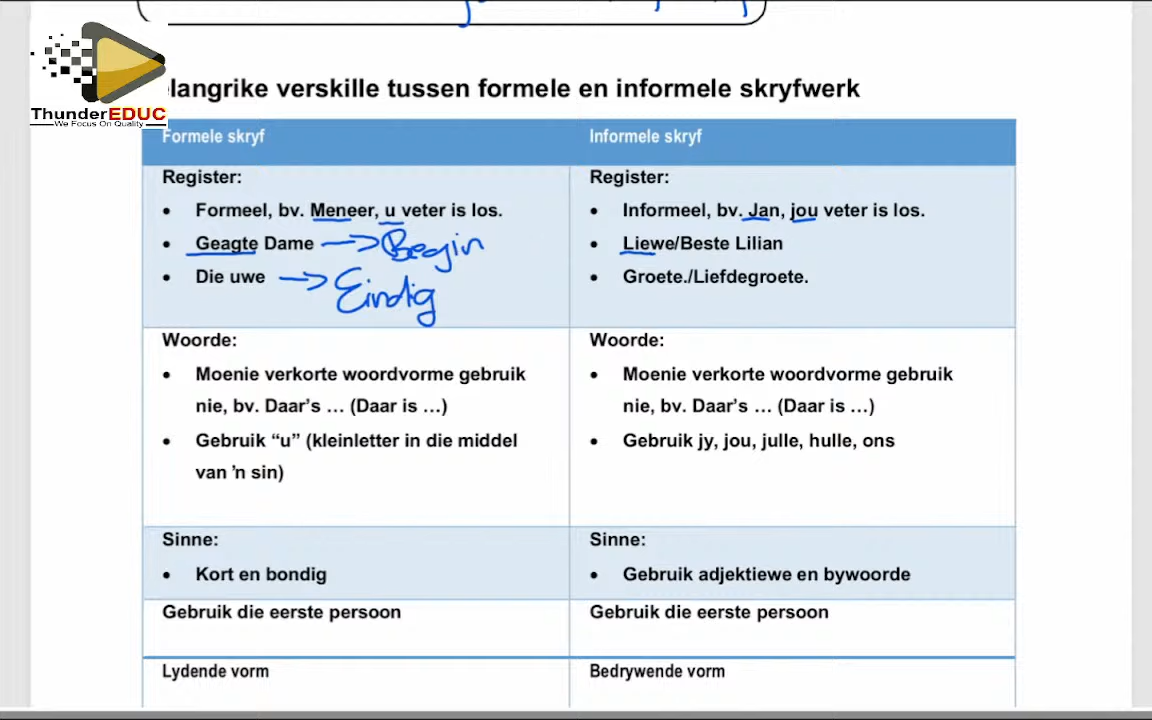 ThunderEDUC
We Focus On Quality
langrike verskille tussen formele en informele skryfwerk
Formele skryf
Informele skryf
Register:
• Formeel, bv. Meneer, u veter is los.
• Geagte Dame → Begin
• Die uwe → Eindig
Register:
• Informeel, bv. Jan, jou veter is los.
• Liewe/Beste Lilian
• Groete./Liefdegroete.
Woorde:
• Moenie verkorte woordvorme gebruik
nie, bv. Daar's … (Daar is …)
• Gebruik “u” (kleinletter in die middel
van 'n sin)
Woorde:
• Moenie verkorte woordvorme gebruik
nie, bv. Daar's … (Daar is …)
• Gebruik jy, jou, julle, hulle, ons
Sinne:
• Kort en bondig
Sinne:
• Gebruik adjektiewe en bywoorde
Gebruik die eerste persoon
Gebruik die eerste persoon
Lydende vorm
Bedrywende vorm